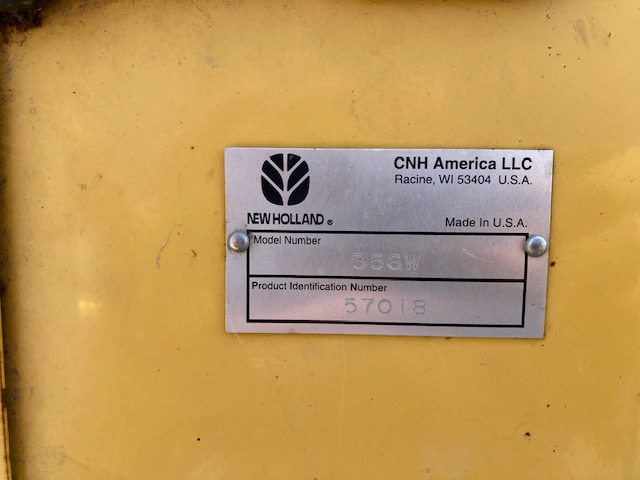 CNH America LLC
Racine, WI 53404 U.S.A.
NEW HOLLAND ®
Made In U.S.A.
Model Number
356W
Product Identification Number
57018